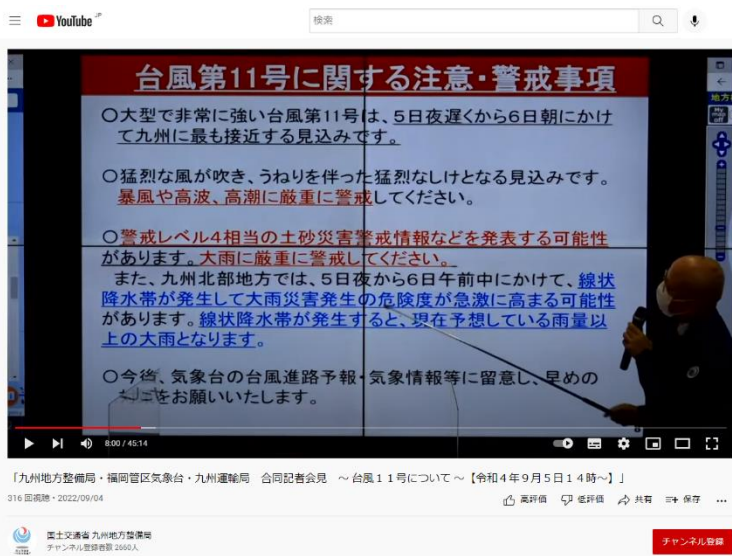 YouTube JP
検索
台風第11号に関する注意・警戒事項
〇大型で非常に強い台風第11号は、5日夜遅くから6日朝にかけ
て九州に最も接近する見込みです。
〇猛烈な風が吹き、うねりを伴った猛烈なしけとなる見込みです。
暴風や高波、高潮に厳重に警戒してください。
〇警戒レベル4相当の土砂災害警戒情報などを発表する可能性
があります。大雨に厳重に警戒してください。
また、九州北部地方では、5日夜から6日午前中にかけて、線状
降水帯が発生して大雨災害発生の危険度が急激に高まる可能性
があります。線状降水帯が発生すると、現在予想している雨量以
上の大雨となります。
〇今後、気象台の台風進路予報・気象情報等に留意し、早めの
をお願いいたします。
8:00 / 45:14
「九州地方整備局・福岡管区気象台・九州運輸局 合同記者会見 ～台風11号について～【令和4年9月5日14時～】」
316 回視聴・2022/09/04
高評価 低評価 共有 保存 …
国土交通省 九州地方整備局
チャンネル登録者数 2660人
チャンネル登録